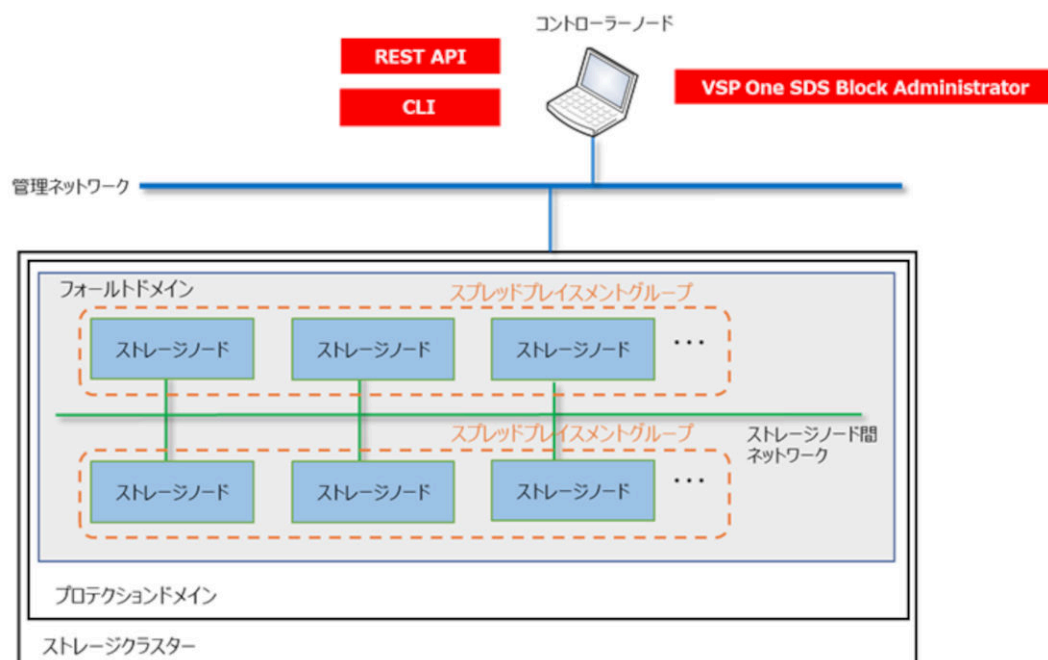 コントローラーノード
REST API
CLI
VSP One SDS Block Administrator
管理ネットワーク
フォールトドメイン
スプレッドプレイスメントグループ
ストレージノード
ストレージノード
ストレージノード
・・・
スプレッドプレイスメントグループ
ストレージノード間
ネットワーク
ストレージノード
ストレージノード
ストレージノード
・・・
プロテクションドメイン
ストレージクラスター